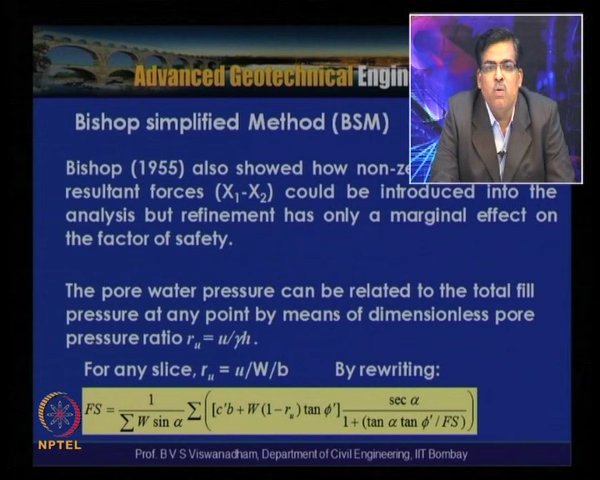 Advanced Geotechnical Engin
Bishop simplified Method (BSM)
Bishop (1955) also showed how non-ze
resultant forces (X₁-X₂) could be introduced into the
analysis but refinement has only a marginal effect on
the factor of safety.
The pore water pressure can be related to the total fill
pressure at any point by means of dimensionless pore
pressure ratio rᵤ = u/γh.
For any slice, rᵤ = u/W/b By rewriting:
FS = 1 / ∑ W sin α ∑ ([c'b + W(1 − rᵤ) tan ϕ'] sec α / 1 + (tan α tan ϕ' / FS))
NPTEL
Prof. B V S Viswanadham, Department of Civil Engineering, IIT Bombay